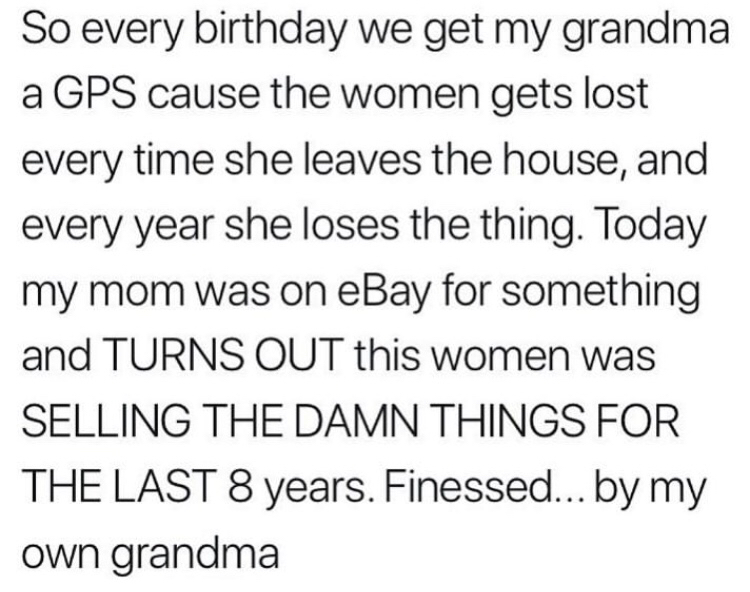 So every birthday we get my grandma
a GPS cause the women gets lost
every time she leaves the house, and
every year she loses the thing. Today
my mom was on eBay for something
and TURNS OUT this women was
SELLING THE DAMN THINGS FOR
THE LAST 8 years. Finessed... by my
own grandma